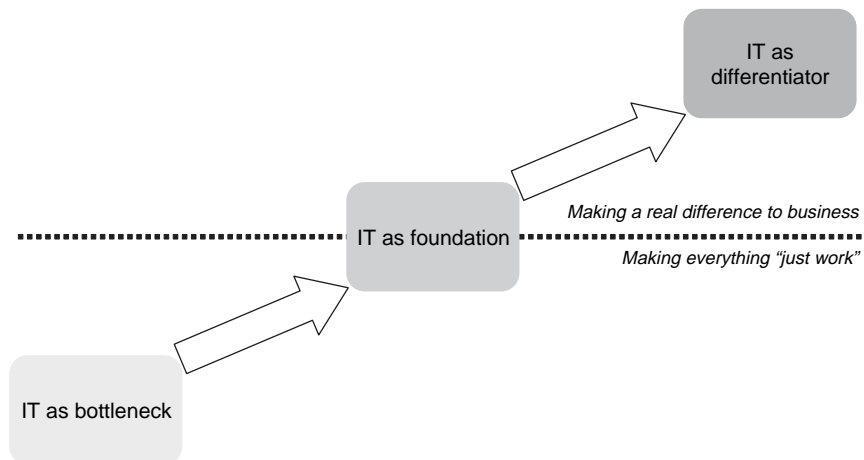 IT as
differentiator
Making a real difference to business
IT as foundation
Making everything “just work”
IT as bottleneck